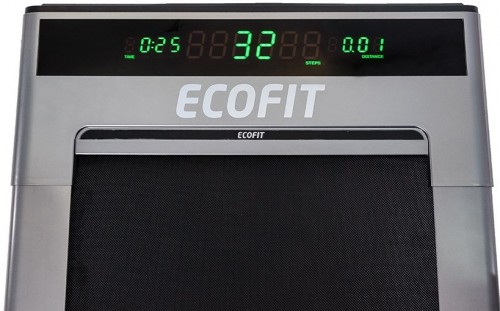 0:25 32 0.01
TIME STEPS DISTANCE
ECOFIT
ECOFIT